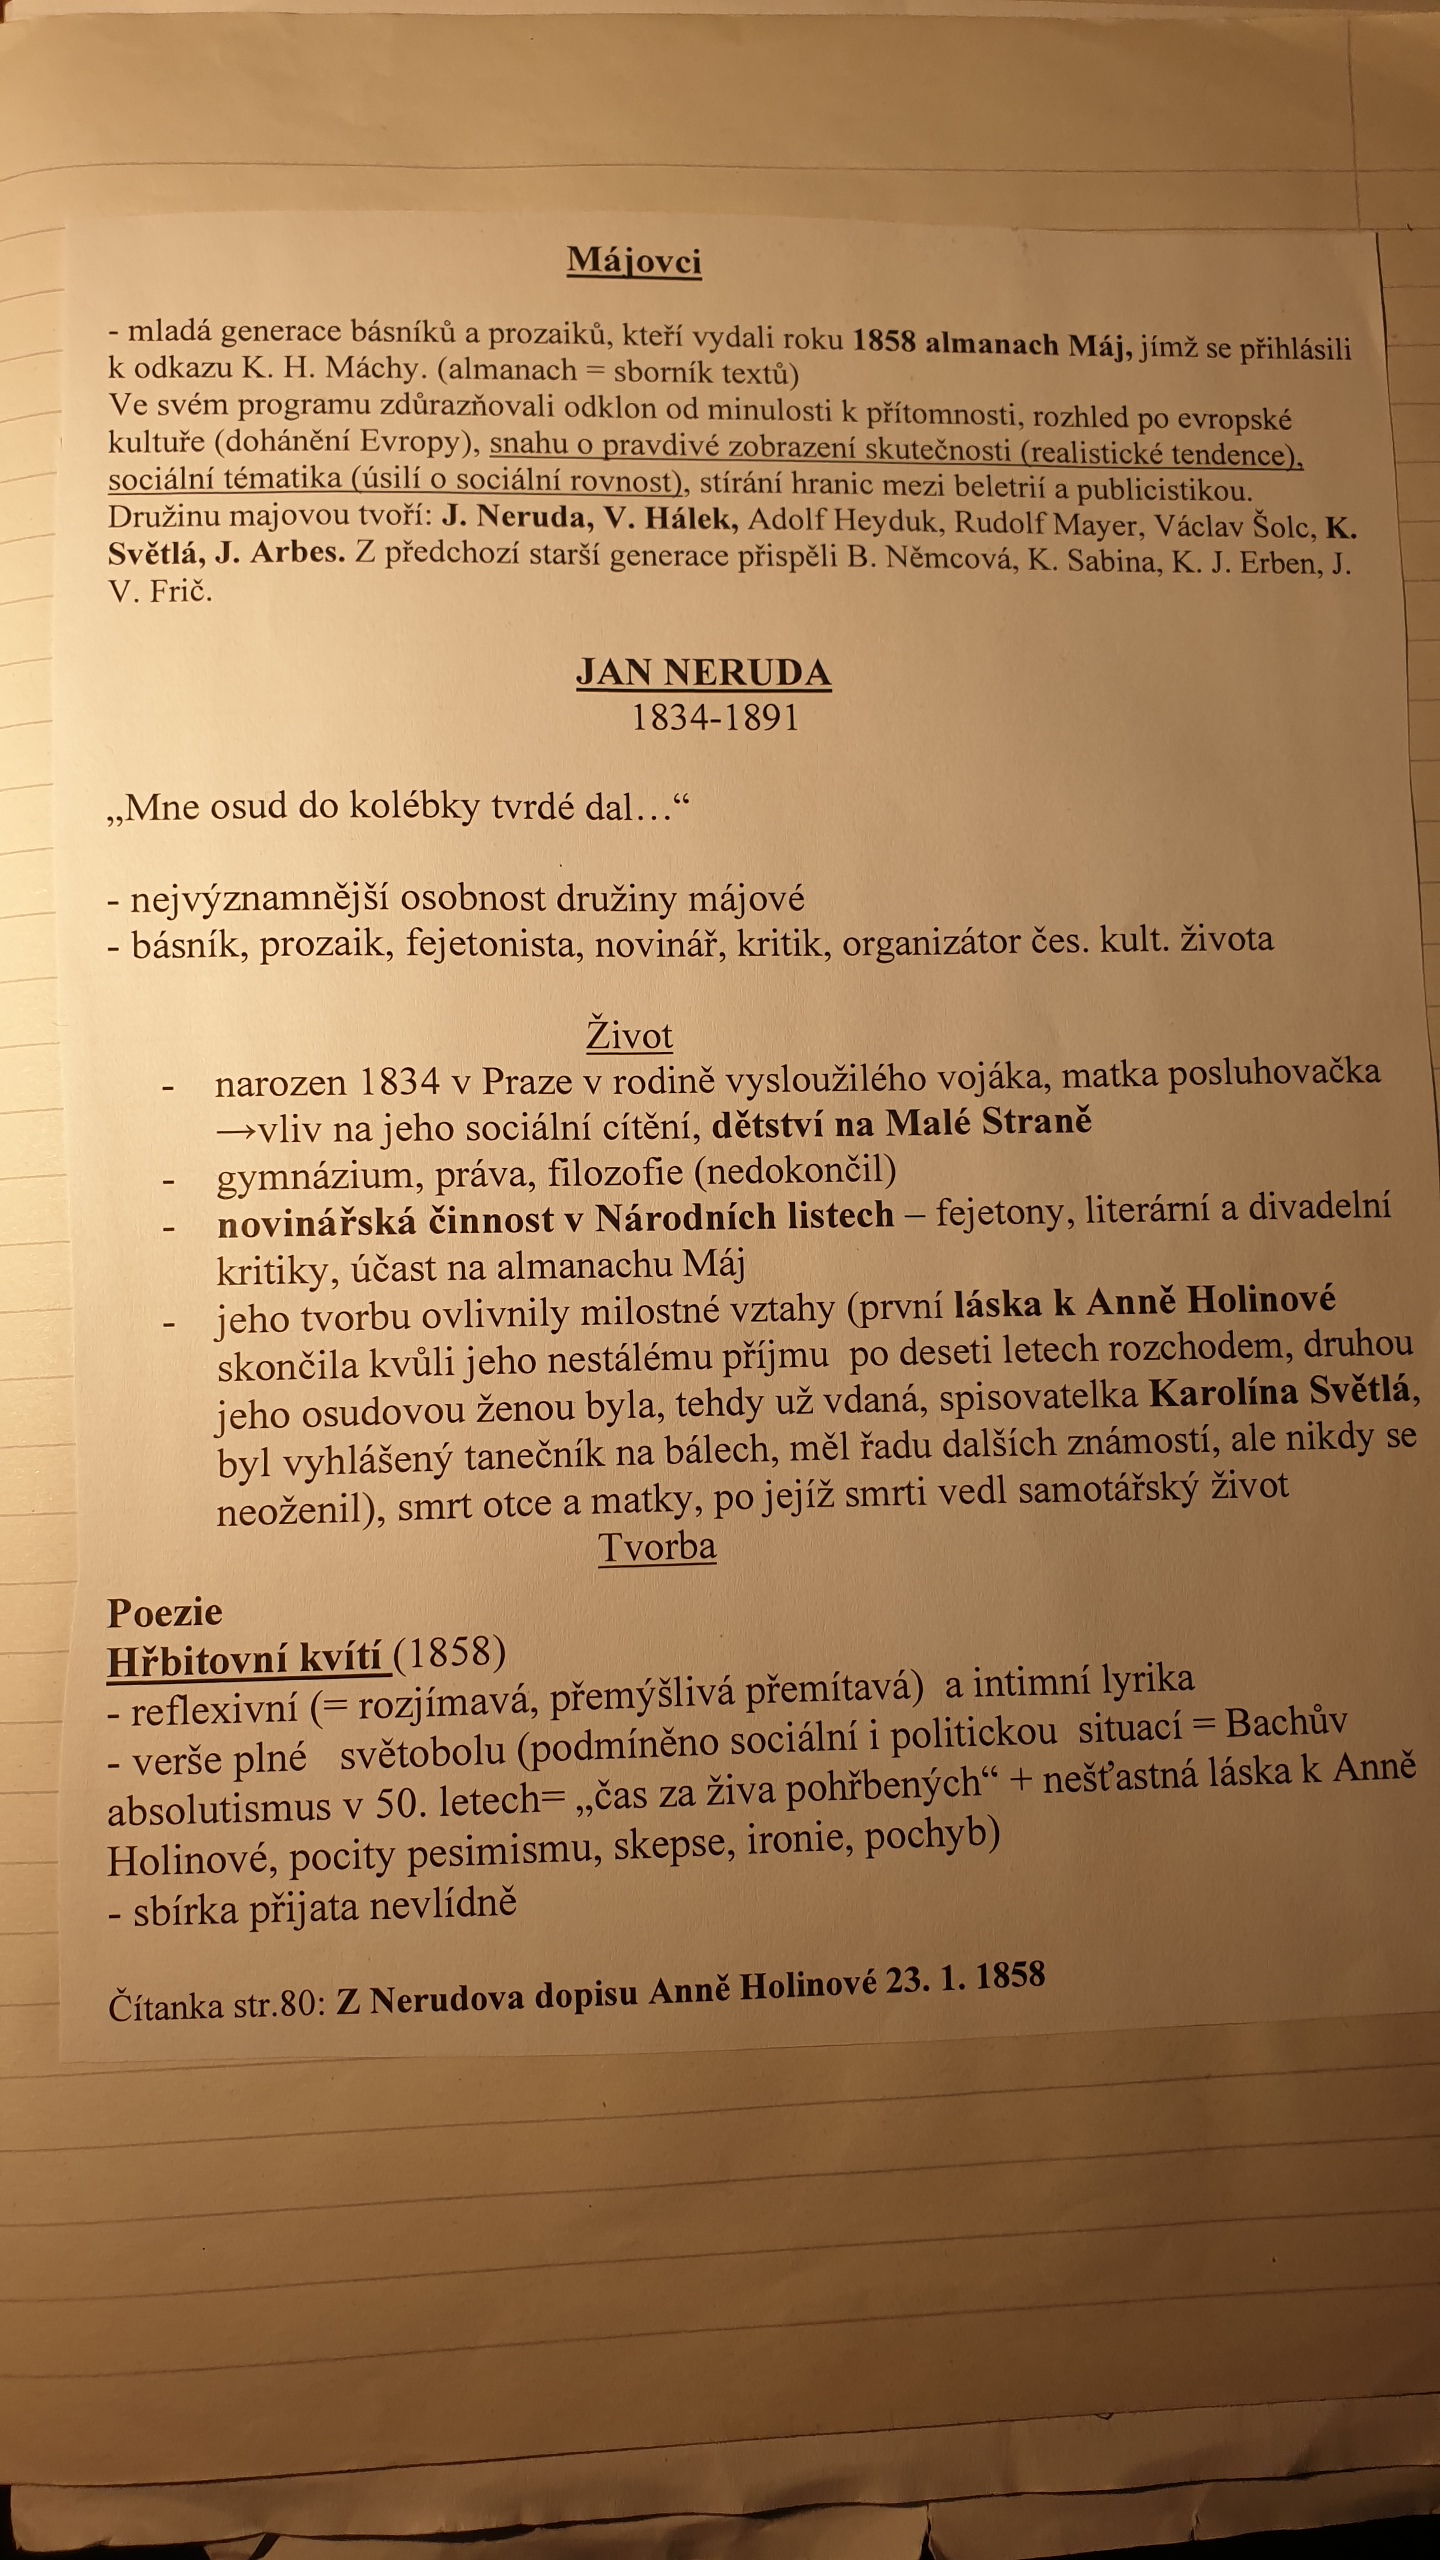 Májovci
- mladá generace básníků a prozaiků, kteří vydali roku 1858 almanach Máj, jímž se přihlásili
k odkazu K. H. Máchy. (almanach = sborník textů)
Ve svém programu zdůrazňovali odklon od minulosti k přítomnosti, rozhled po evropské
kultuře (dohánění Evropy), snahu o pravdivé zobrazení skutečnosti (realistické tendence),
sociální tématika (úsilí o sociální rovnost), stírání hranic mezi beletrií a publicistikou.
Družinu majovou tvoří: J. Neruda, V. Hálek, Adolf Heyduk, Rudolf Mayer, Václav Šolc, K.
Světlá, J. Arbes. Z předchozí starší generace přispěli B. Němcová, K. Sabina, K. J. Erben, J.
V. Frič.
JAN NERUDA
1834-1891
„Mne osud do kolébky tvrdé dal…“
- nejvýznamnější osobnost družiny májové
- básník, prozaik, fejetonista, novinář, kritik, organizátor čes. kult. života
Život
- narozen 1834 v Praze v rodině vysloužilého vojáka, matka posluhovačka
→vliv na jeho sociální cítění, dětství na Malé Straně
- gymnázium, práva, filozofie (nedokončil)
- novinářská činnost v Národních listech – fejetony, literární a divadelní
kritiky, účast na almanachu Máj
- jeho tvorbu ovlivnily milostné vztahy (první láska k Anně Holinové
skončila kvůli jeho nestálému příjmu  po deseti letech rozchodem, druhou
jeho osudovou ženou byla, tehdy už vdaná, spisovatelka Karolína Světlá,
byl vyhlášený tanečník na bálech, měl řadu dalších známostí, ale nikdy se
neoženil), smrt otce a matky, po jejíž smrti vedl samotářský život
Tvorba
Poezie
Hřbitovní kvítí (1858)
- reflexivní (= rozjímavá, přemýšlivá přemítavá)  a intimní lyrika
- verše plné   světobolu (podmíněno sociální i politickou  situací = Bachův
absolutismus v 50. letech= „čas za živa pohřbených“ + nešťastná láska k Anně
Holinové, pocity pesimismu, skepse, ironie, pochyb)
- sbírka přijata nevlídně
Čítanka str.80: Z Nerudova dopisu Anně Holinové 23. 1. 1858